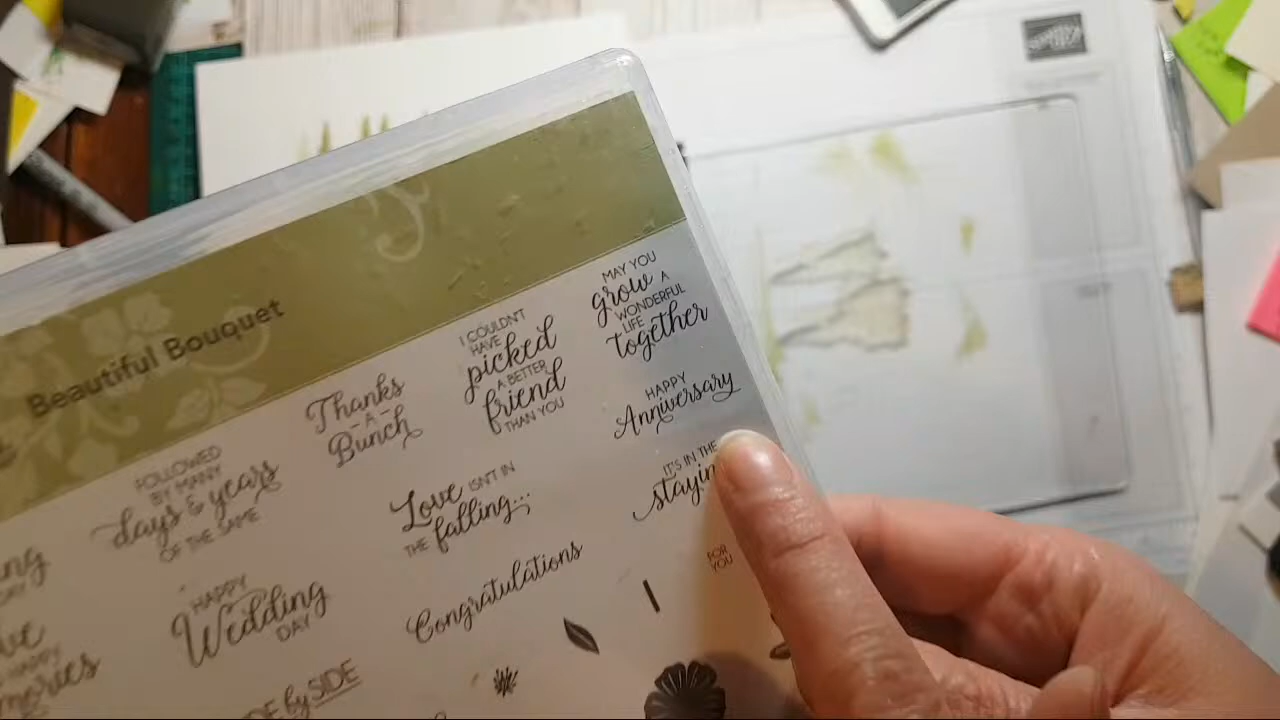 Beautiful Bouquet
MAY YOU
grow A
WONDERFUL
LIFE
together
I COULDN'T
HAVE
picked
A BETTER
friend
THAN YOU
Thanks
-A-
Bunch
HAPPY
Anniversary
FOLLOWED
BY MANY
days & years
OF THE SAME
Love ISN'T IN
THE falling...
IT'S IN THE
FOR
YOU
HAPPY
Wedding
DAY
Congratulations
by SIDE